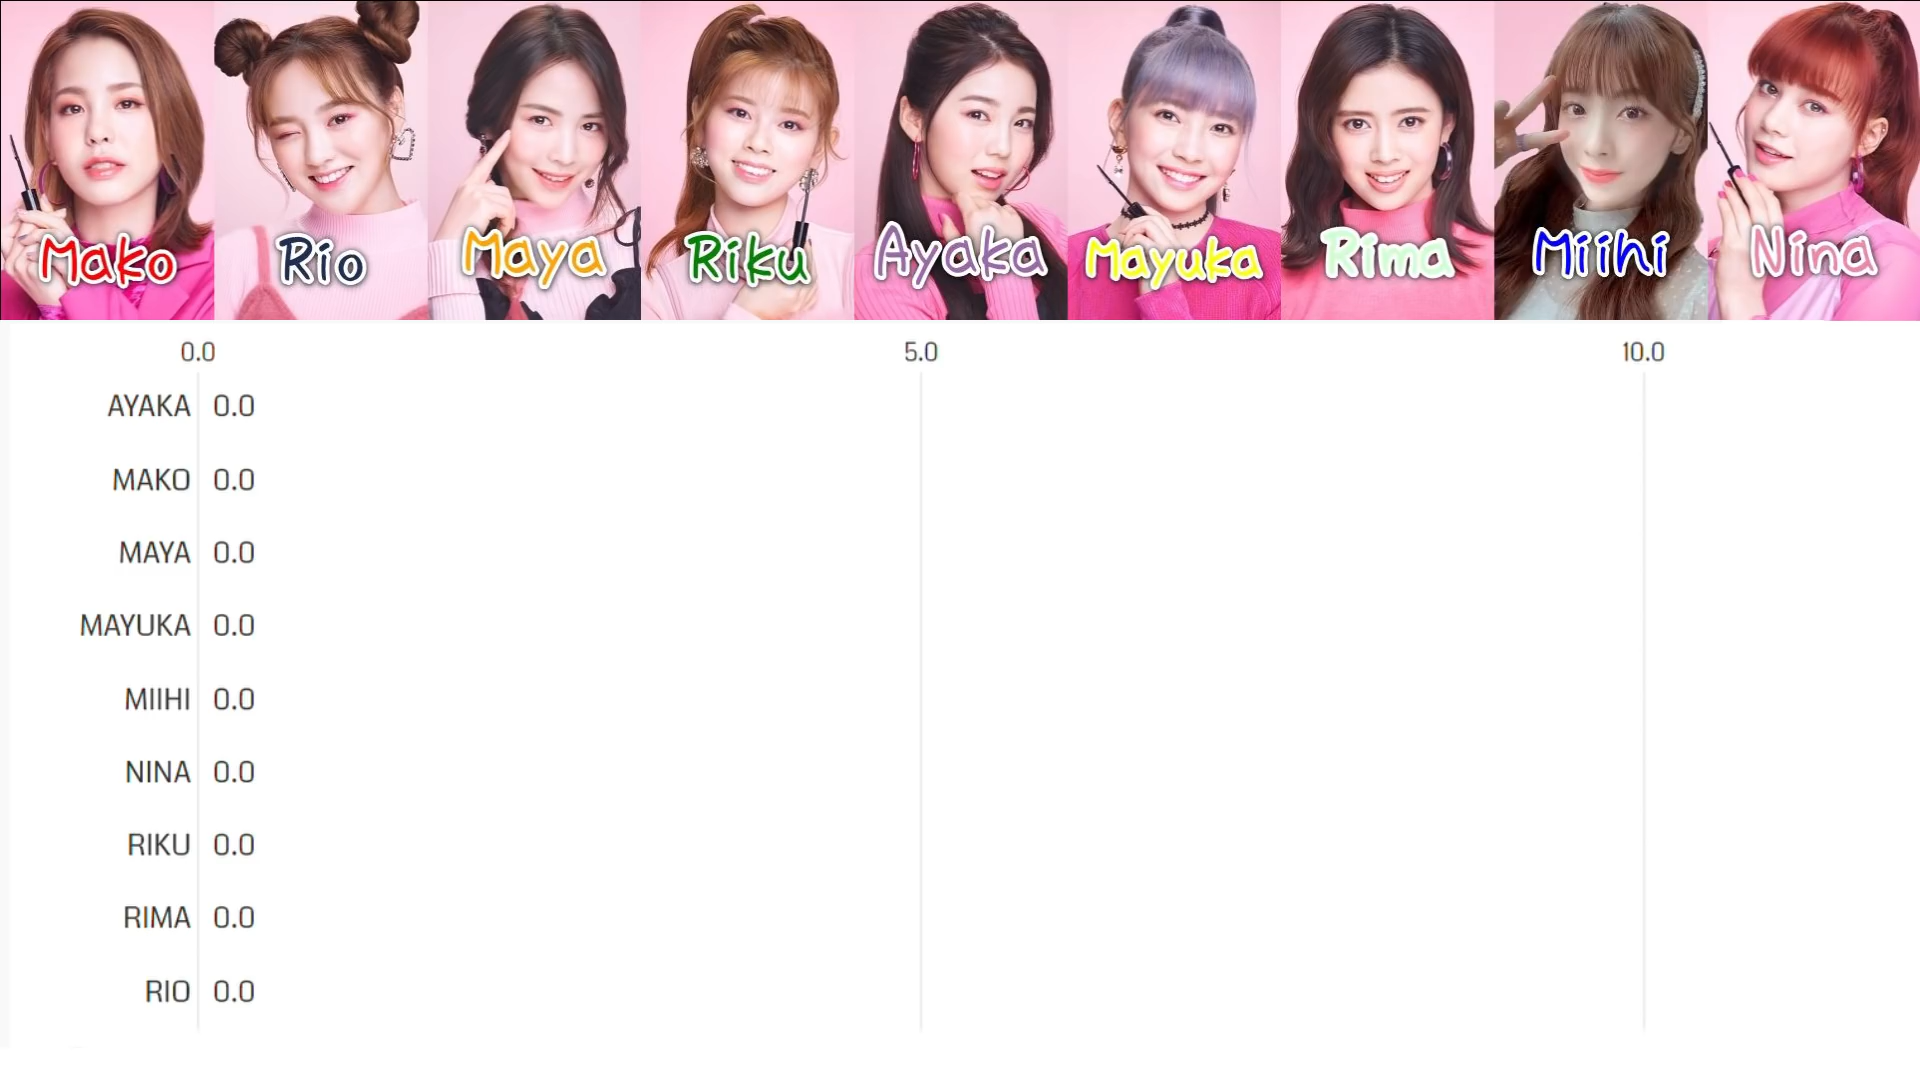 Mako Rio Maya Riku Ayaka Mayuka Rima Miihi Nina
0.0 5.0 10.0
AYAKA 0.0
MAKO 0.0
MAYA 0.0
MAYUKA 0.0
MIIHI 0.0
NINA 0.0
RIKU 0.0
RIMA 0.0
RIO 0.0